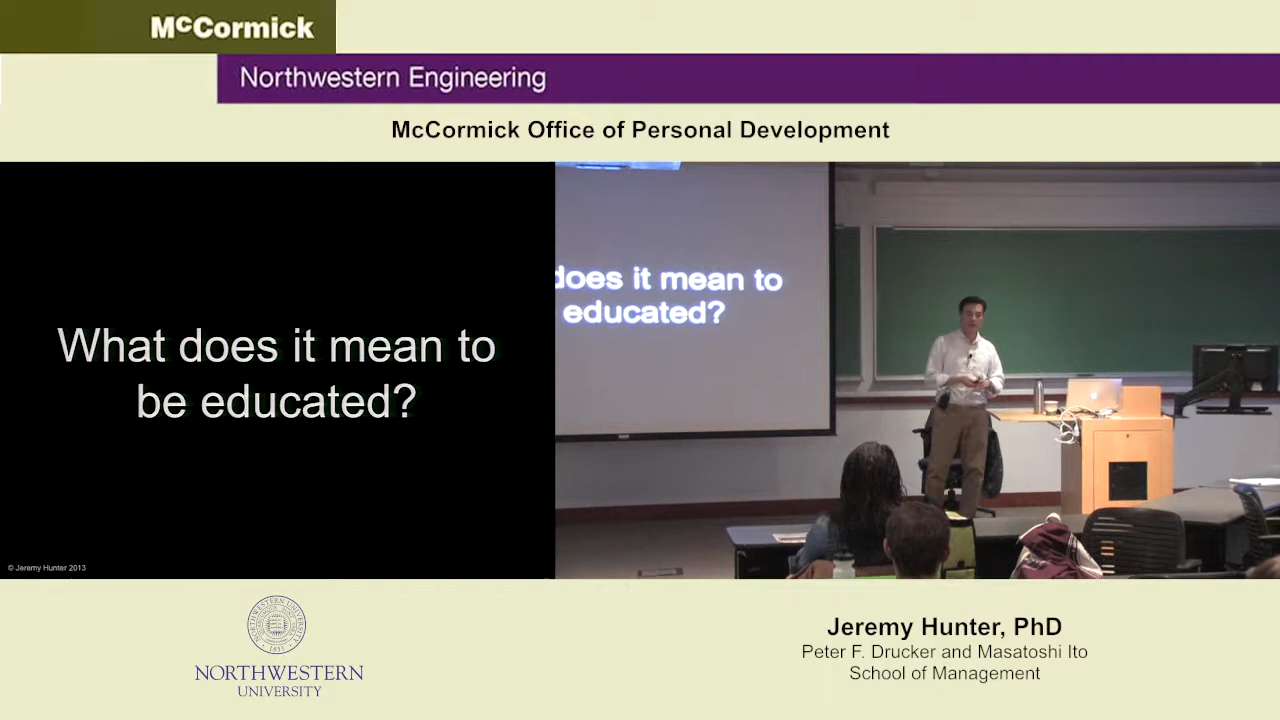 McCormick
Northwestern Engineering
McCormick Office of Personal Development
What does it mean to
be educated?
© Jeremy Hunter 2013
does it mean to
educated?
NORTHWESTERN
UNIVERSITY
Jeremy Hunter, PhD
Peter F. Drucker and Masatoshi Ito
School of Management